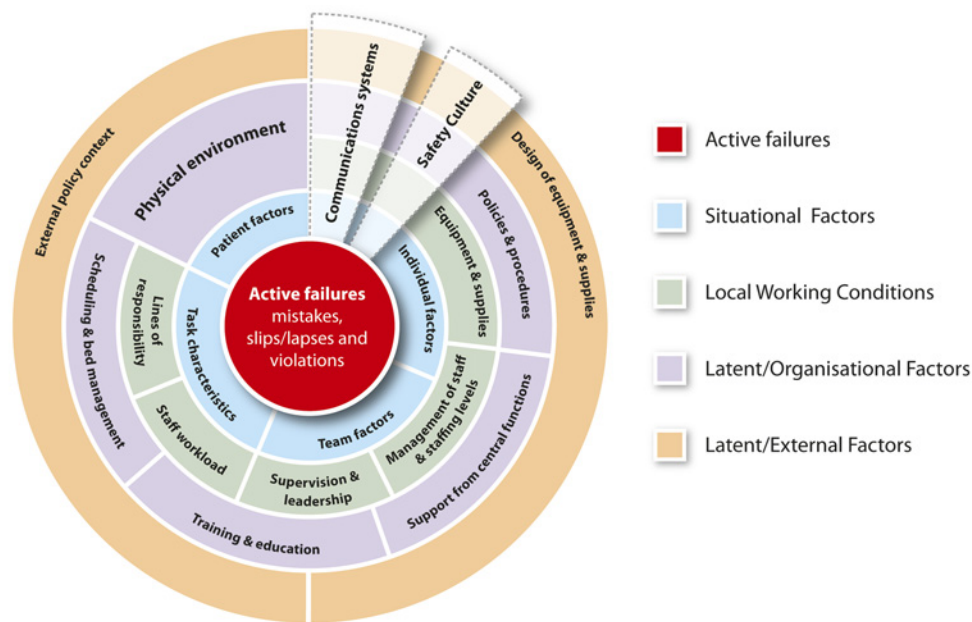 Communications systems
Safety Culture
External policy context
Design of equipment & supplies
Physical environment
Policies & procedures
Scheduling & bed management
Support from central functions
Training & education
Equipment & supplies
Lines of
responsibility
Management of staff
& staffing levels
Staff workload
Supervision &
leadership
Patient factors
Individual factors
Task characteristics
Team factors
Active failures
mistakes,
slips/lapses and
violations
Active failures
Situational Factors
Local Working Conditions
Latent/Organisational Factors
Latent/External Factors